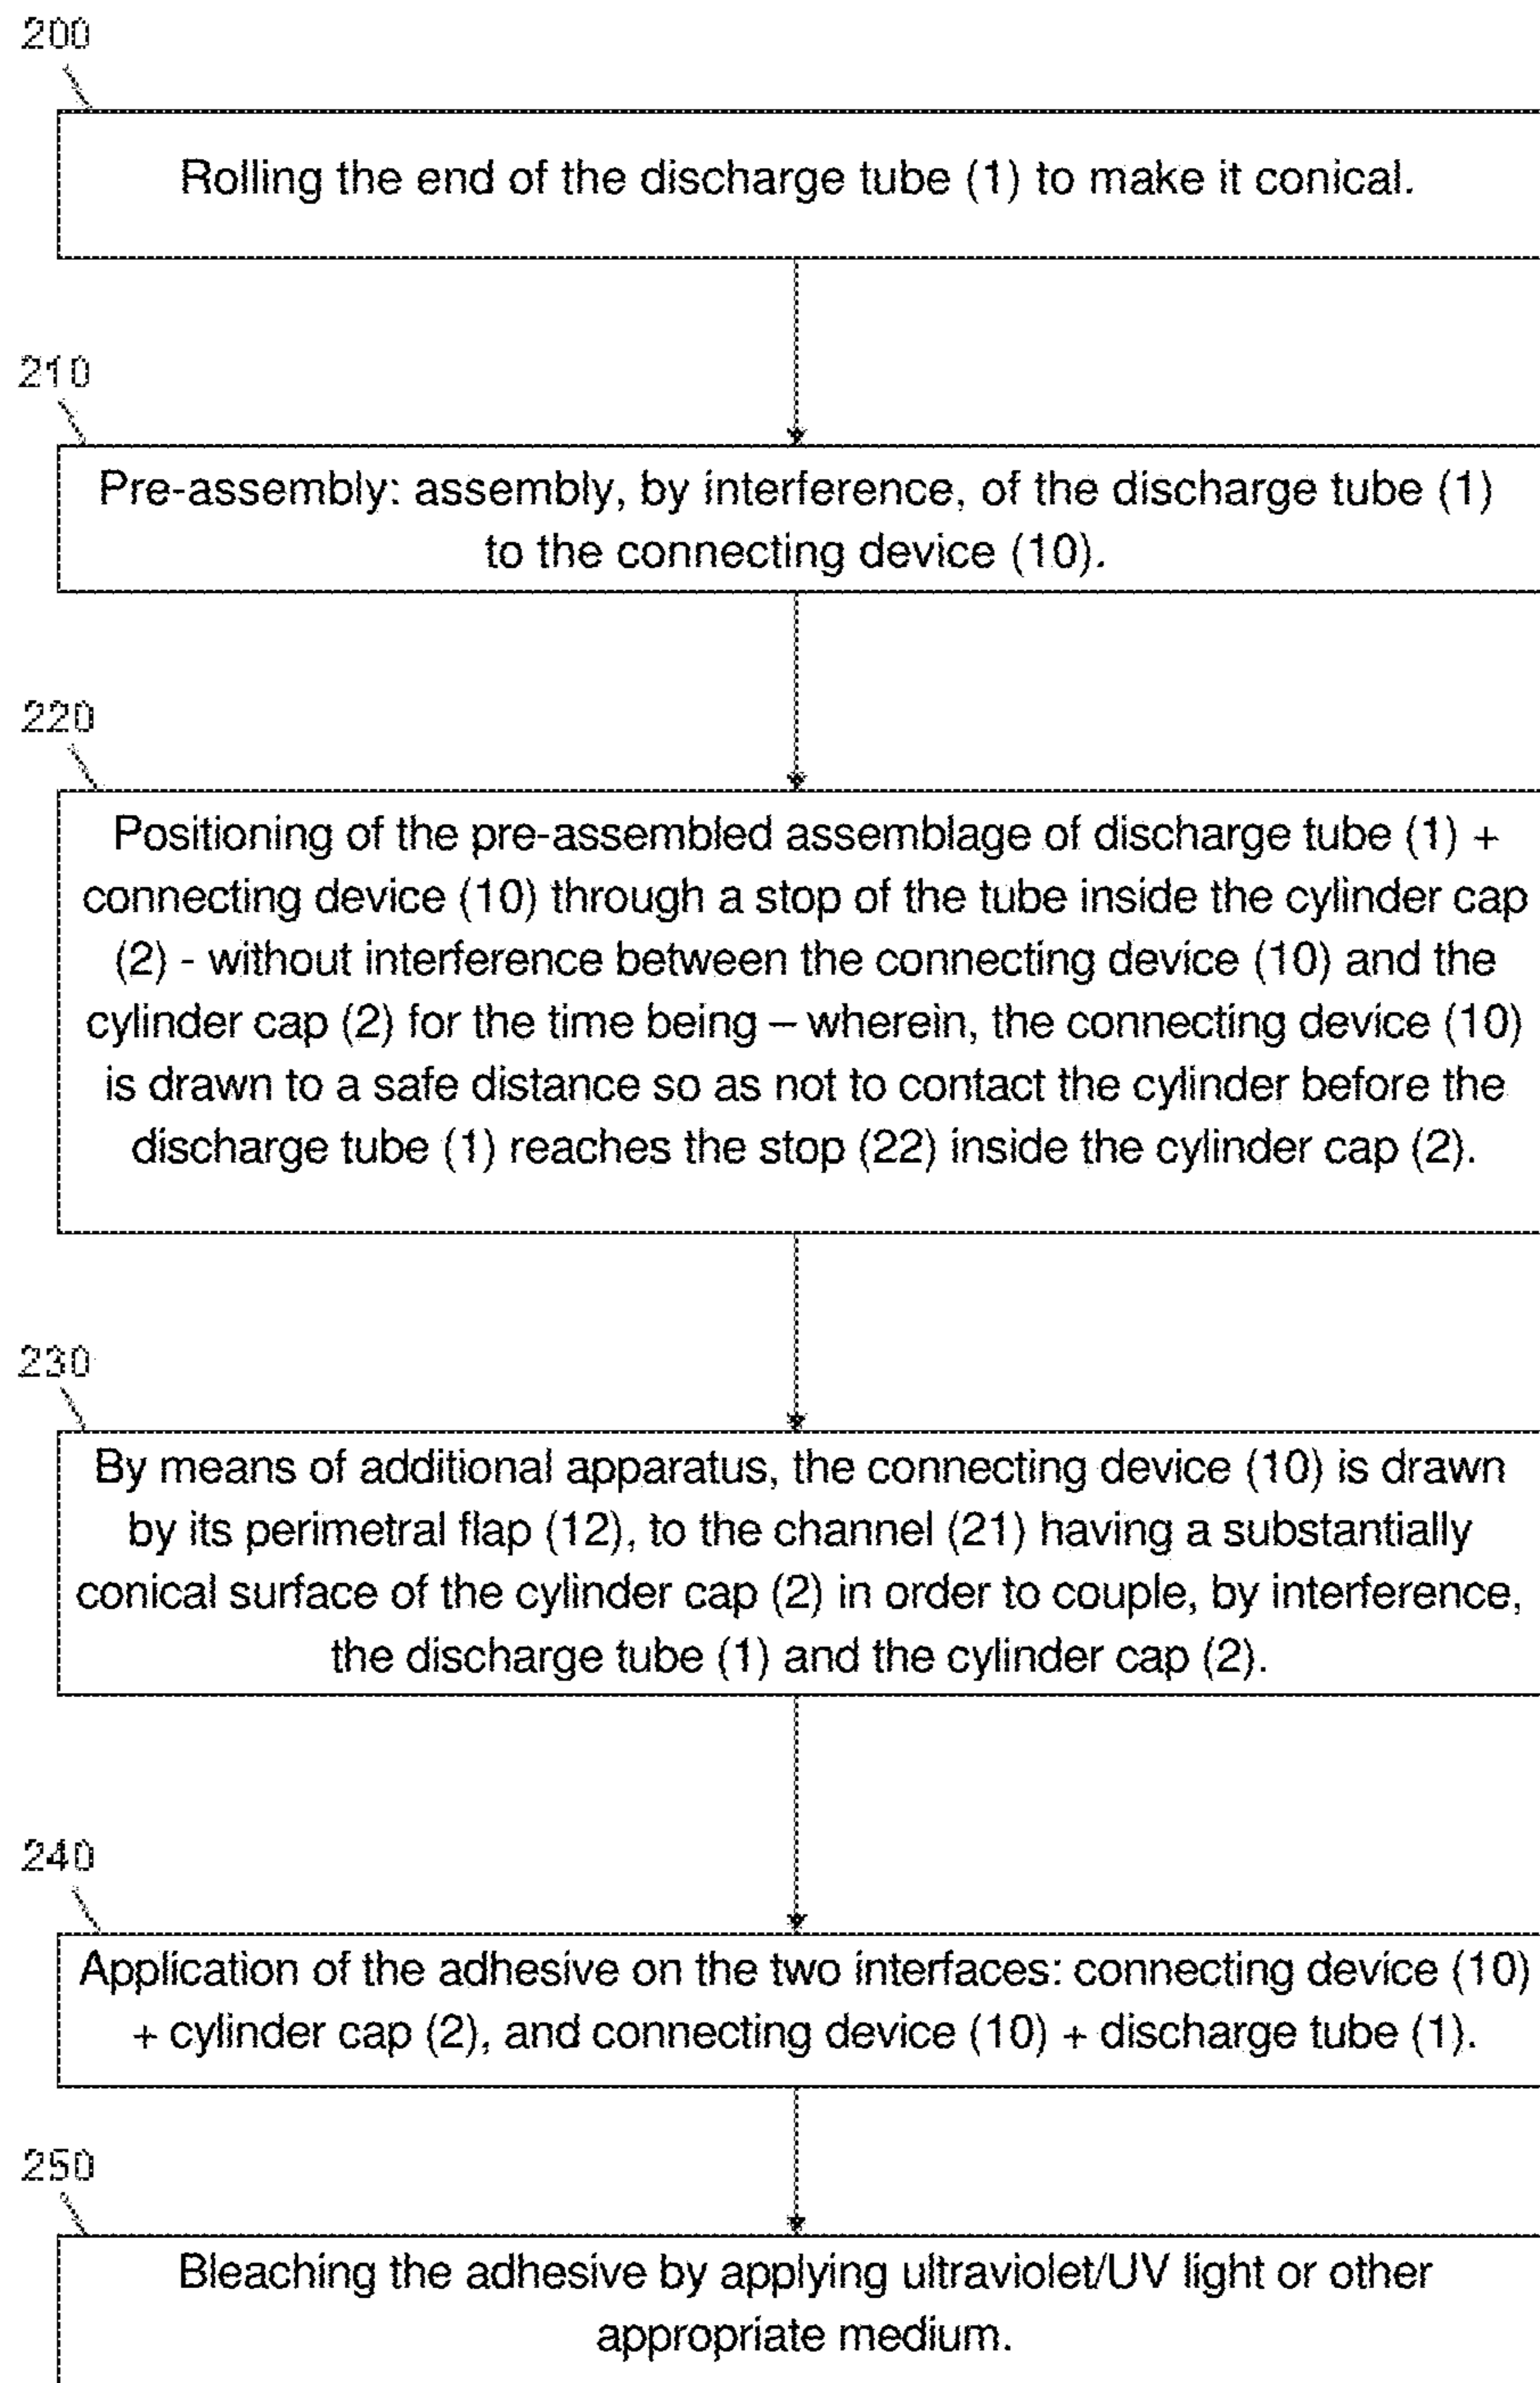 200
Rolling the end of the discharge tube (1) to make it conical.
210
Pre-assembly: assembly, by interference, of the discharge tube (1)
to the connecting device (10).
220
Positioning of the pre-assembled assemblage of discharge tube (1) +
connecting device (10) through a stop of the tube inside the cylinder cap
(2) - without interference between the connecting device (10) and the
cylinder cap (2) for the time being – wherein, the connecting device (10)
is drawn to a safe distance so as not to contact the cylinder before the
discharge tube (1) reaches the stop (22) inside the cylinder cap (2).
230
By means of additional apparatus, the connecting device (10) is drawn
by its perimetral flap (12), to the channel (21) having a substantially
conical surface of the cylinder cap (2) in order to couple, by interference,
the discharge tube (1) and the cylinder cap (2).
240
Application of the adhesive on the two interfaces: connecting device (10)
+ cylinder cap (2), and connecting device (10) + discharge tube (1).
250
Bleaching the adhesive by applying ultraviolet/UV light or other
appropriate medium.